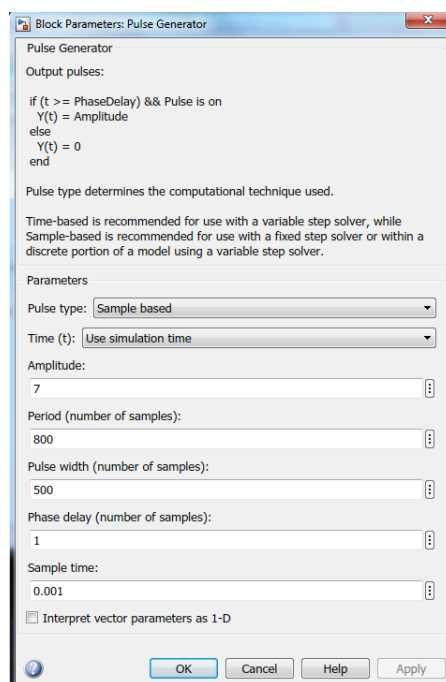 Block Parameters: Pulse Generator
Pulse Generator
Output pulses:
if (t >= PhaseDelay) && Pulse is on
Y(t) = Amplitude
else
Y(t) = 0
end
Pulse type determines the computational technique used.
Time-based is recommended for use with a variable step solver, while
Sample-based is recommended for use with a fixed step solver or within a
discrete portion of a model using a variable step solver.
Parameters
Pulse type: Sample based
Time (t): Use simulation time
Amplitude:
7
Period (number of samples):
800
Pulse width (number of samples):
500
Phase delay (number of samples):
1
Sample time:
0.001
Interpret vector parameters as 1-D
OK Cancel Help Apply